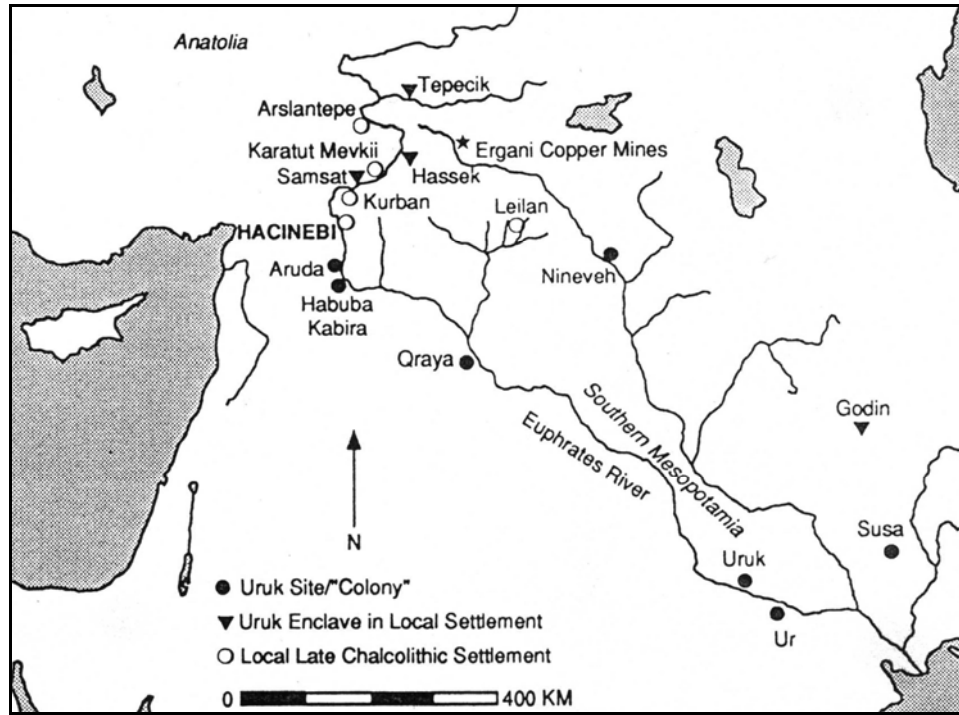 Anatolia
Tepecik
Arslantepe
Ergani Copper Mines
Karatut Mevkii
Samsat
Hassek
Kurban
Leilan
HACINEBI
Nineveh
Aruda
Habuba
Kabira
Qraya
Southern Mesopotamia
Godin
Euphrates River
N
Susa
Uruk
Uruk Site/"Colony"
Ur
Uruk Enclave in Local Settlement
Local Late Chalcolithic Settlement
0 400 KM